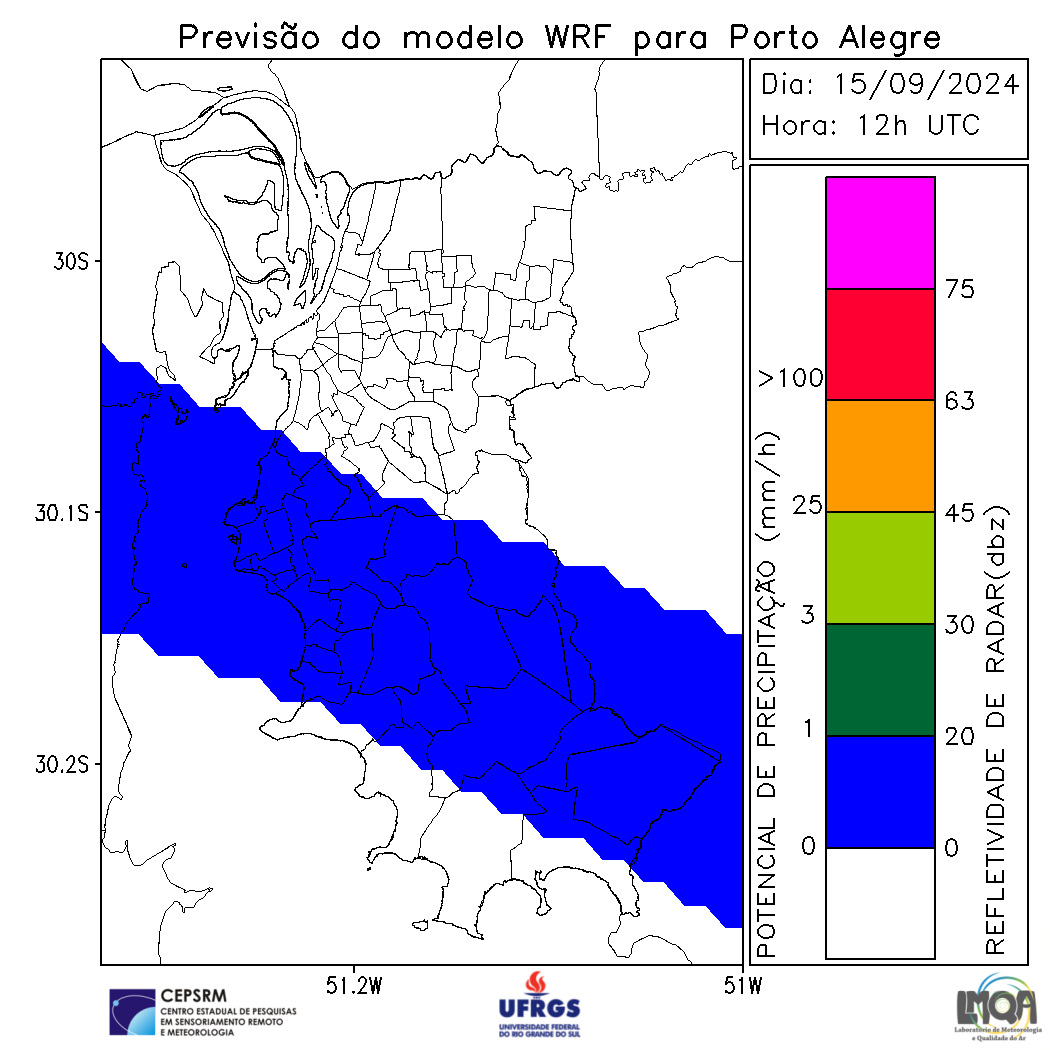 Previsão do modelo WRF para Porto Alegre
Dia: 15/09/2024
Hora: 12h UTC
30S
30.1S
30.2S
51.2W
51W
>100
25
3
1
0
75
63
45
30
20
0
POTENCIAL DE PRECIPITAÇÃO (mm/h)
REFLETIVIDADE DE RADAR(dbz)
CEPSRM
CENTRO ESTADUAL DE PESQUISAS
EM SENSORIAMENTO REMOTO
E METEOROLOGIA
UFRGS
UNIVERSIDADE FEDERAL
DO RIO GRANDE DO SUL
LMQA
Laboratório de Meteorologia
e Qualidade do Ar